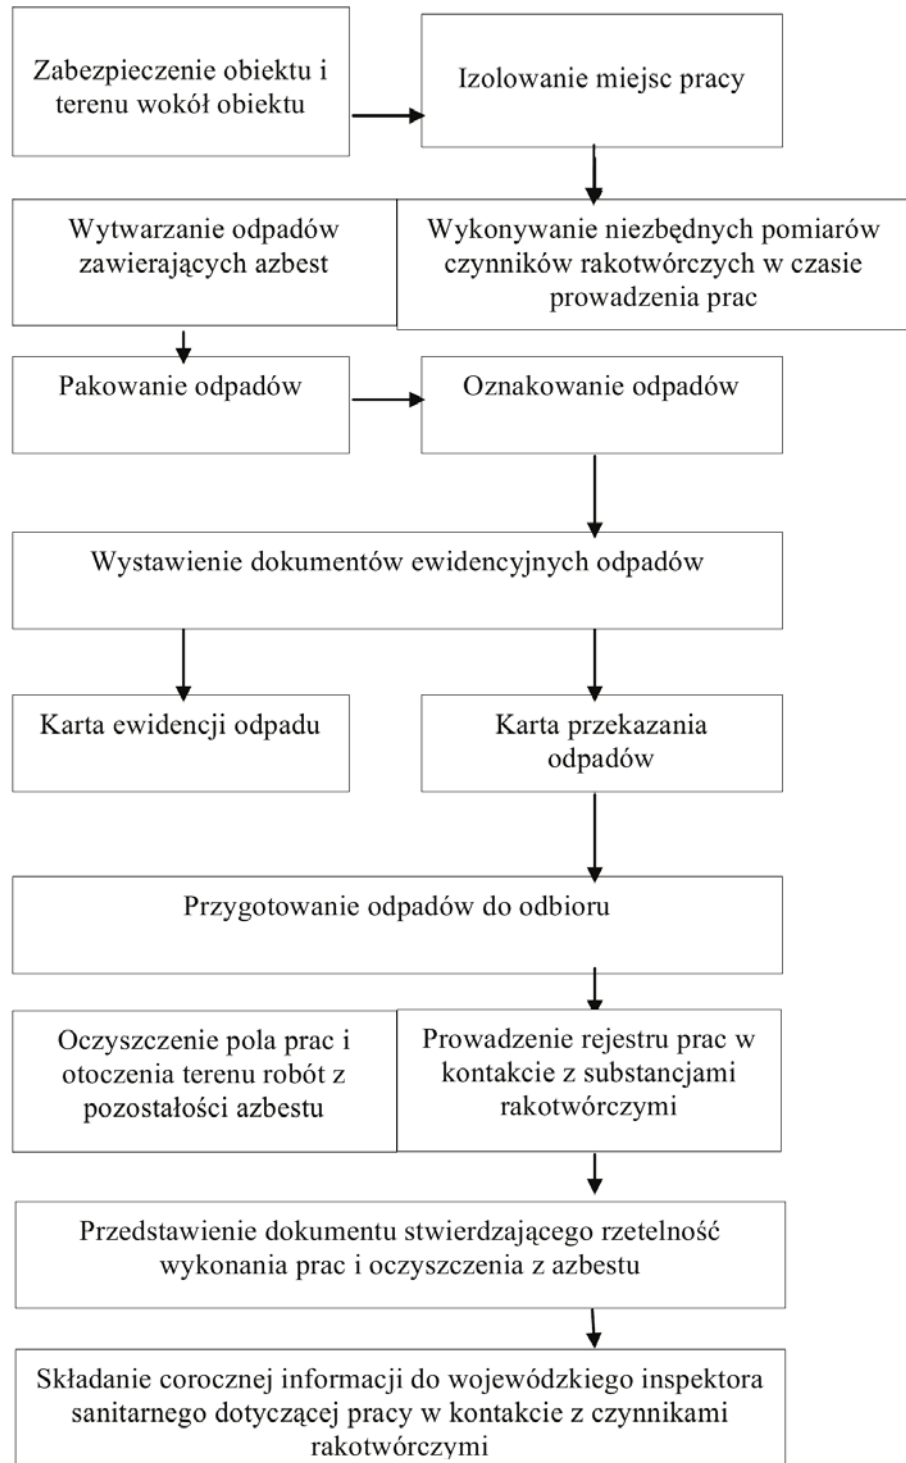 Zabezpieczenie obiektu i
terenu wokół obiektu
Izolowanie miejsc pracy
Wytwarzanie odpadów
zawierających azbest
Wykonywanie niezbędnych pomiarów
czynników rakotwórczych w czasie
prowadzenia prac
Pakowanie odpadów
Oznakowanie odpadów
Wystawienie dokumentów ewidencyjnych odpadów
Karta ewidencji odpadu
Karta przekazania
odpadów
Przygotowanie odpadów do odbioru
Oczyszczenie pola prac i
otoczenia terenu robót z
pozostałości azbestu
Prowadzenie rejestru prac w
kontakcie z substancjami
rakotwórczymi
Przedstawienie dokumentu stwierdzającego rzetelność
wykonania prac i oczyszczenia z azbestu
Składanie corocznej informacji do wojewódzkiego inspektora
sanitarnego dotyczącej pracy w kontakcie z czynnikami
rakotwórczymi